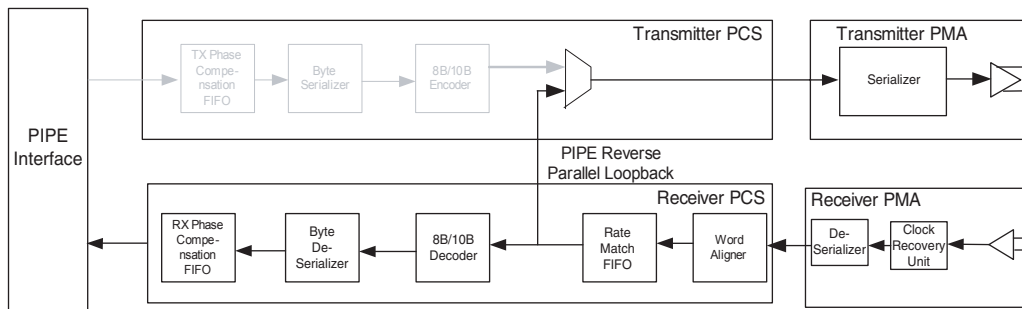 Transmitter PCS
Transmitter PMA
TX Phase
Compe-
nsation
FIFO
Byte
Serializer
8B/10B
Encoder
Serializer
PIPE
Interface
PIPE Reverse
Parallel Loopback
Receiver PCS
Receiver PMA
RX Phase
Compe-
nsation
FIFO
Byte
De-
Serializer
8B/10B
Decoder
Rate
Match
FIFO
Word
Aligner
De-
Serializer
Clock
Recovery
Unit